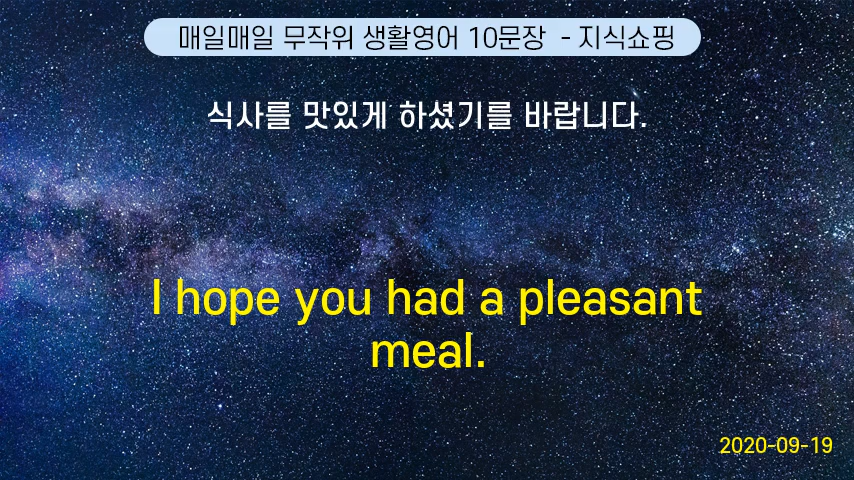 매일매일 무작위 생활영어 10문장 - 지식쇼핑
식사를 맛있게 하셨기를 바랍니다.
I hope you had a pleasant
meal.
2020-09-19